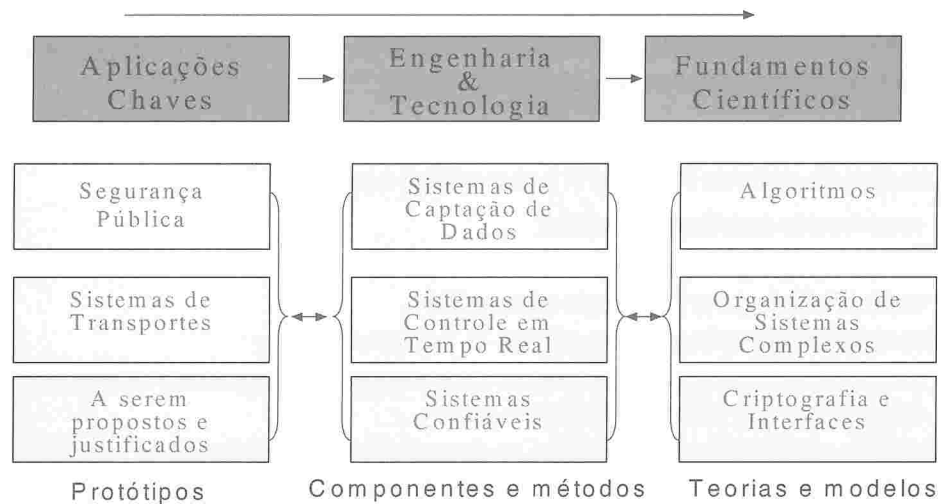 Aplicações
Chaves
Engenharia
&
Tecnologia
Fundamentos
Científicos
Segurança
Pública
Sistemas de
Captação de
Dados
Algoritmos
Sistemas de
Transportes
Sistemas de
Controle em
Tempo Real
Organização de
Sistemas
Complexos
A serem
propostos e
justificados
Sistemas
Confiáveis
Criptografia e
Interfaces
Protótipos
Componentes e métodos
Teorias e modelos